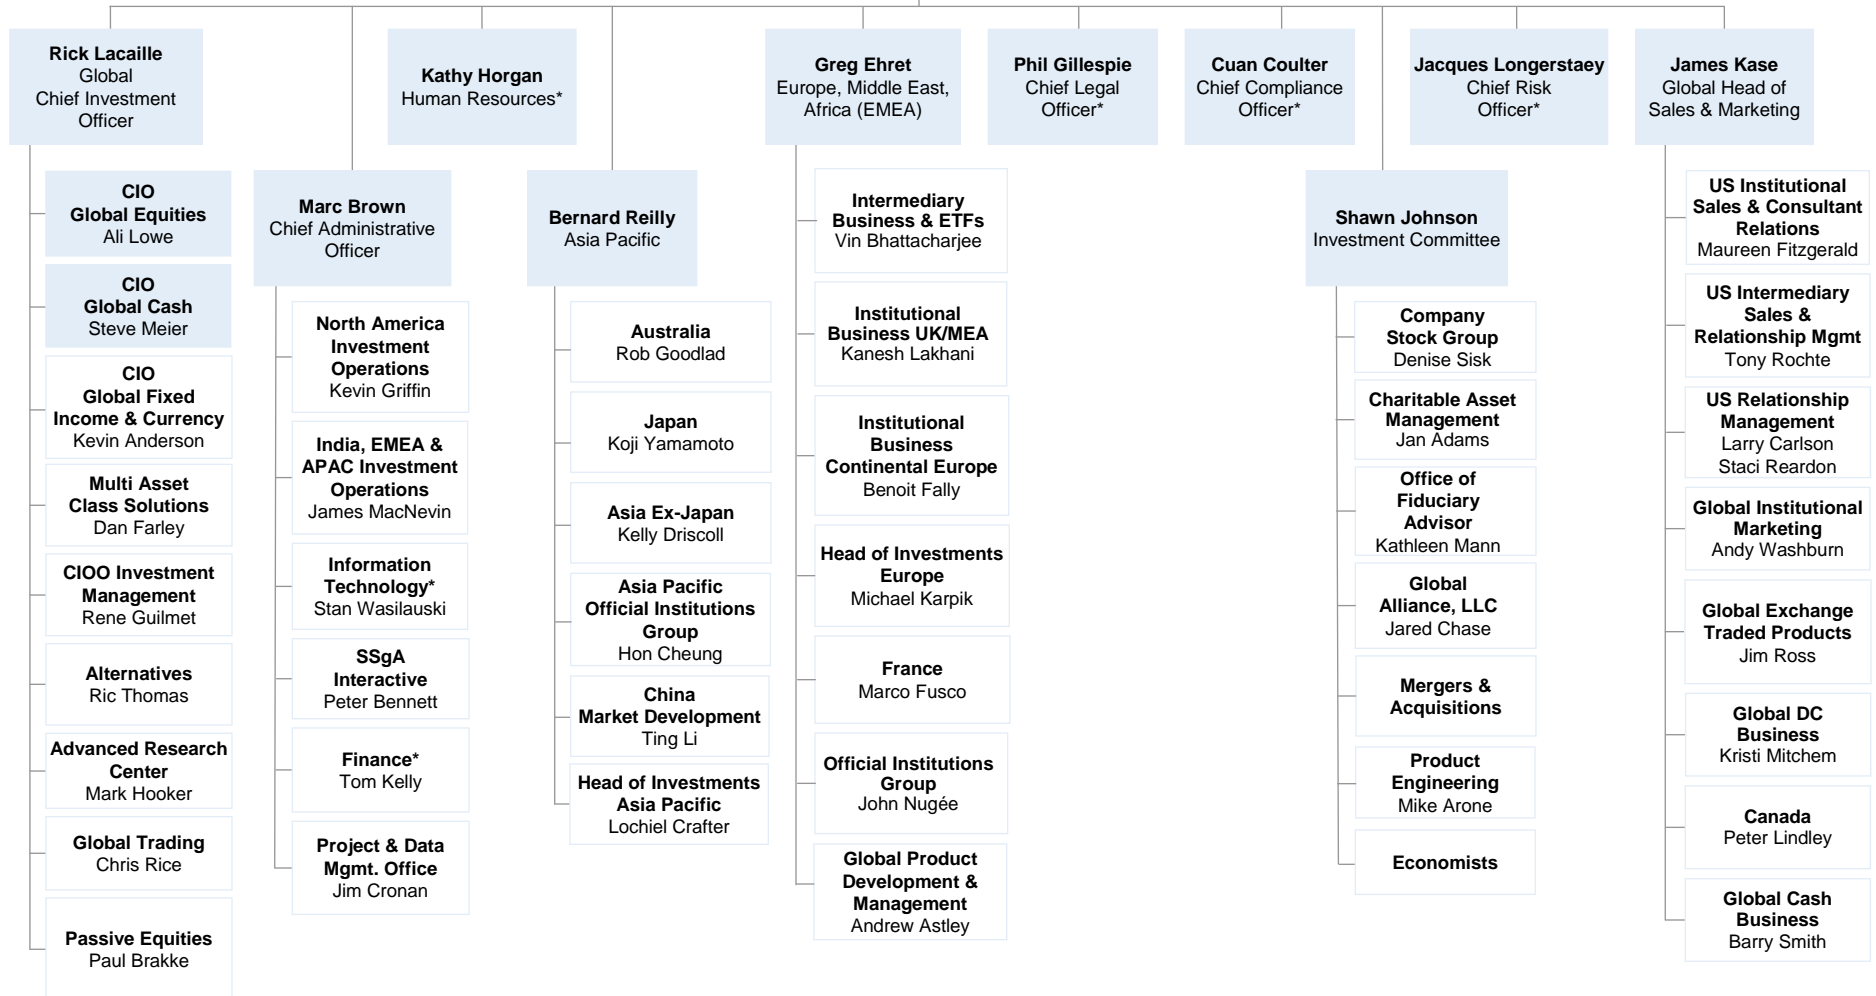 Rick Lacaille
Global
Chief Investment
Officer
CIO
Global Equities
Ali Lowe
CIO
Global Cash
Steve Meier
CIO
Global Fixed
Income & Currency
Kevin Anderson
Multi Asset
Class Solutions
Dan Farley
CIOO Investment
Management
Rene Guilmet
Alternatives
Ric Thomas
Advanced Research
Center
Mark Hooker
Global Trading
Chris Rice
Passive Equities
Paul Brakke
Marc Brown
Chief Administrative
Officer
North America
Investment
Operations
Kevin Griffin
India, EMEA &
APAC Investment
Operations
James MacNevin
Information
Technology*
Stan Wasilauski
SSgA
Interactive
Peter Bennett
Finance*
Tom Kelly
Project & Data
Mgmt. Office
Jim Cronan
Kathy Horgan
Human Resources*
Bernard Reilly
Asia Pacific
Australia
Rob Goodlad
Japan
Koji Yamamoto
Asia Ex-Japan
Kelly Driscoll
Asia Pacific
Official Institutions
Group
Hon Cheung
China
Market Development
Ting Li
Head of Investments
Asia Pacific
Lochiel Crafter
Greg Ehret
Europe, Middle East,
Africa (EMEA)
Intermediary
Business & ETFs
Vin Bhattacharjee
Institutional
Business UK/MEA
Kanesh Lakhani
Institutional
Business
Continental Europe
Benoit Fally
Head of Investments
Europe
Michael Karpik
France
Marco Fusco
Official Institutions
Group
John Nugée
Global Product
Development &
Management
Andrew Astley
Phil Gillespie
Chief Legal
Officer*
Cuan Coulter
Chief Compliance
Officer*
Shawn Johnson
Investment Committee
Company
Stock Group
Denise Sisk
Charitable Asset
Management
Jan Adams
Office of
Fiduciary
Advisor
Kathleen Mann
Global
Alliance, LLC
Jared Chase
Mergers &
Acquisitions
Product
Engineering
Mike Arone
Economists
Jacques Longerstaey
Chief Risk
Officer*
James Kase
Global Head of
Sales & Marketing
US Institutional
Sales & Consultant
Relations
Maureen Fitzgerald
US Intermediary
Sales &
Relationship Mgmt
Tony Rochte
US Relationship
Management
Larry Carlson
Staci Reardon
Global Institutional
Marketing
Andy Washburn
Global Exchange
Traded Products
Jim Ross
Global DC
Business
Kristi Mitchem
Canada
Peter Lindley
Global Cash
Business
Barry Smith